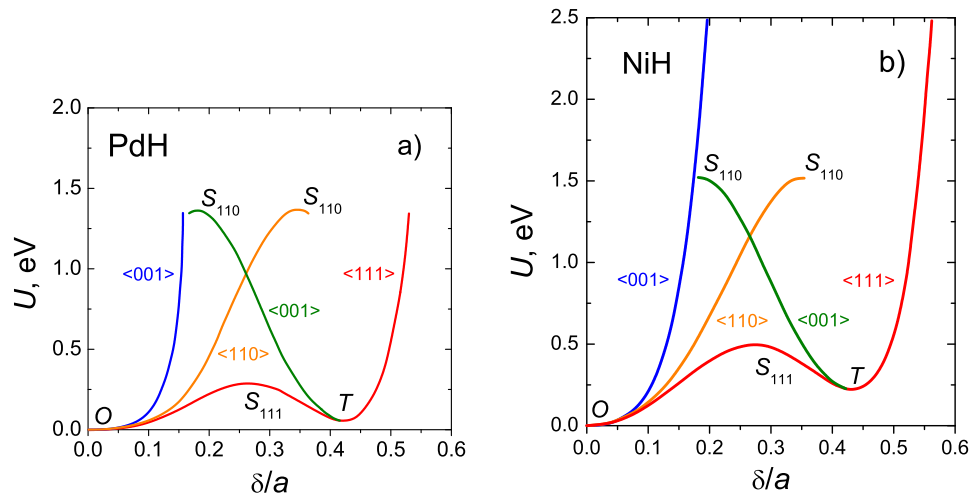 PdH
a)
2.0
1.5
1.0
0.5
0.0
U, eV
S110
S110
<001>
<111>
<001>
<110>
S111
O
T
0.0 0.1 0.2 0.3 0.4 0.5 0.6
δ/a
NiH
b)
2.5
2.0
1.5
1.0
0.5
0.0
U, eV
S110
S110
<001>
<111>
<110>
<001>
S111
O
T
0.0 0.1 0.2 0.3 0.4 0.5 0.6
δ/a